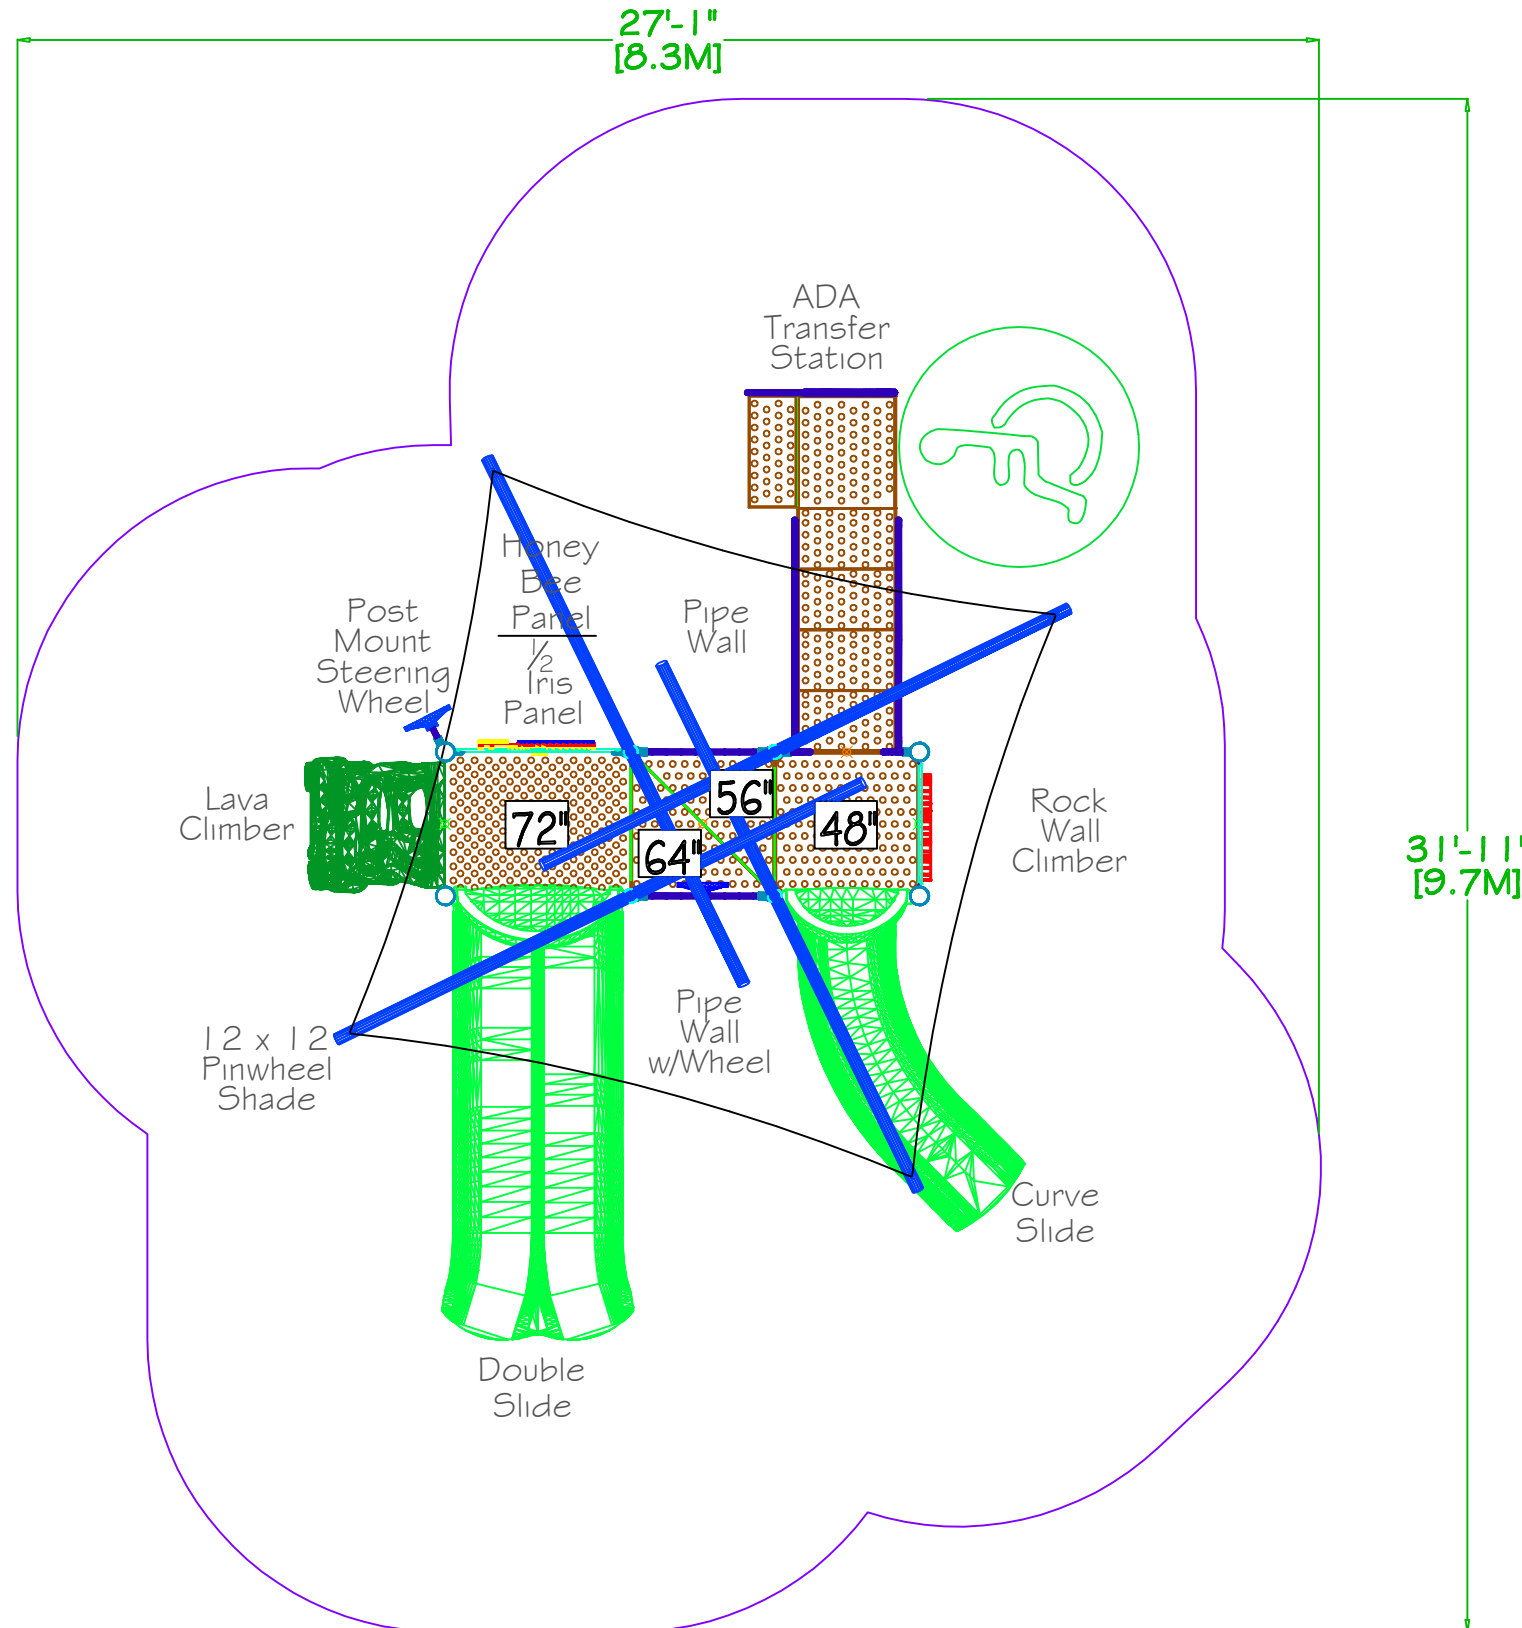 27'-1"
[8.3M]
ADA
Transfer
Station
Honey
Bee
Panel
½
Iris
Panel
Pipe
Wall
Post
Mount
Steering
Wheel
Lava
Climber
72"
64"
56"
48"
Rock
Wall
Climber
31'-11"
[9.7M]
12 x 12
Pinwheel
Shade
Pipe
Wall
w/Wheel
Curve
Slide
Double
Slide